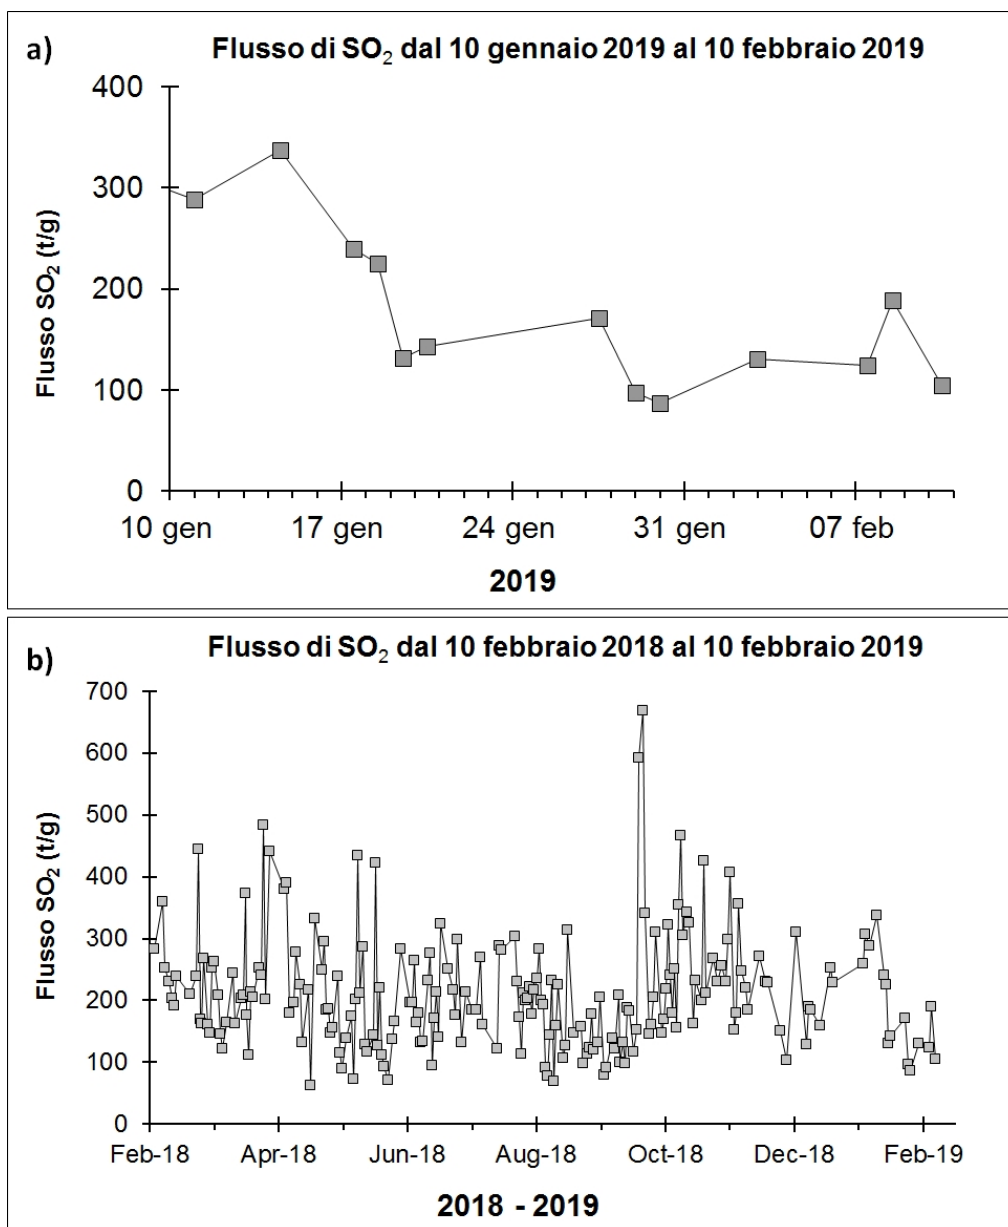 a)
Flusso di SO₂ dal 10 gennaio 2019 al 10 febbraio 2019
400
300
200
100
0
Flusso SO₂ (t/g)
10 gen 17 gen 24 gen 31 gen 07 feb
2019
b)
Flusso di SO₂ dal 10 febbraio 2018 al 10 febbraio 2019
700
600
500
400
300
200
100
0
Flusso SO₂ (t/g)
Feb-18 Apr-18 Jun-18 Aug-18 Oct-18 Dec-18 Feb-19
2018 - 2019